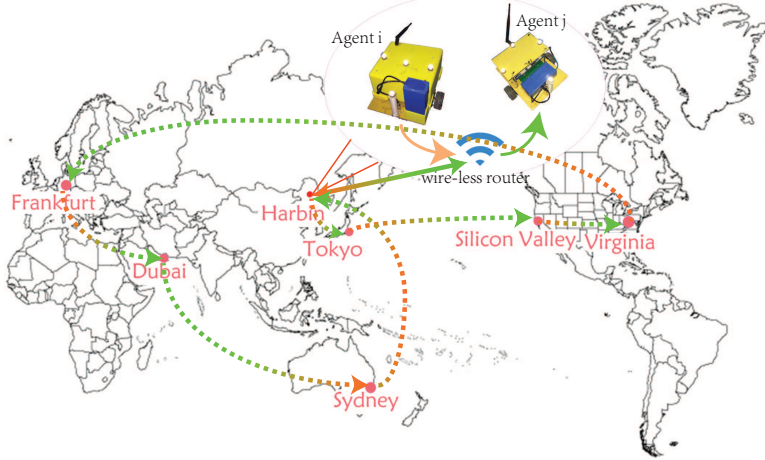 Agent i
Agent j
wire-less router
Frankfurt
Harbin
Tokyo
Silicon Valley
Virginia
Dubai
Sydney